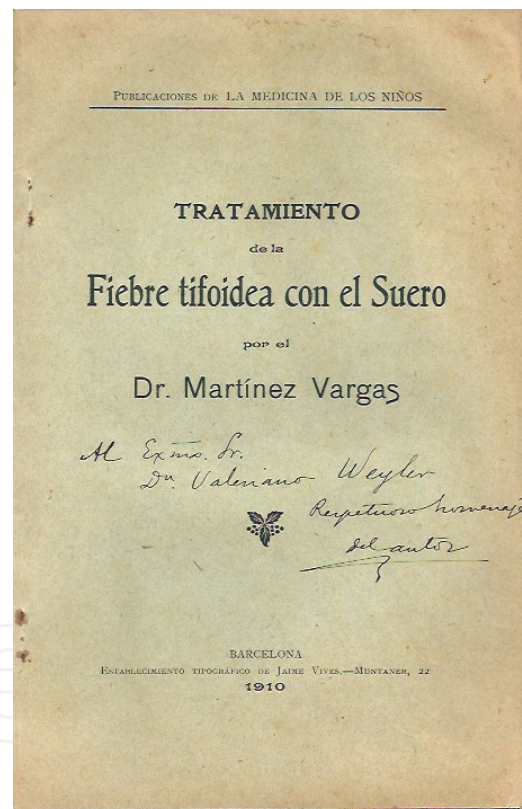 Publicaciones de LA MEDICINA DE LOS NIÑOS
TRATAMIENTO
de la
Fiebre tifoidea con el Suero
por el
Dr. Martínez Vargas
Al Exmo. Sr.
Dn. Valeriano Weyler
Respetuoso homenaje
del autor
BARCELONA
Establecimiento tipográfico de Jaime Vives.—Muntaner, 22
1910